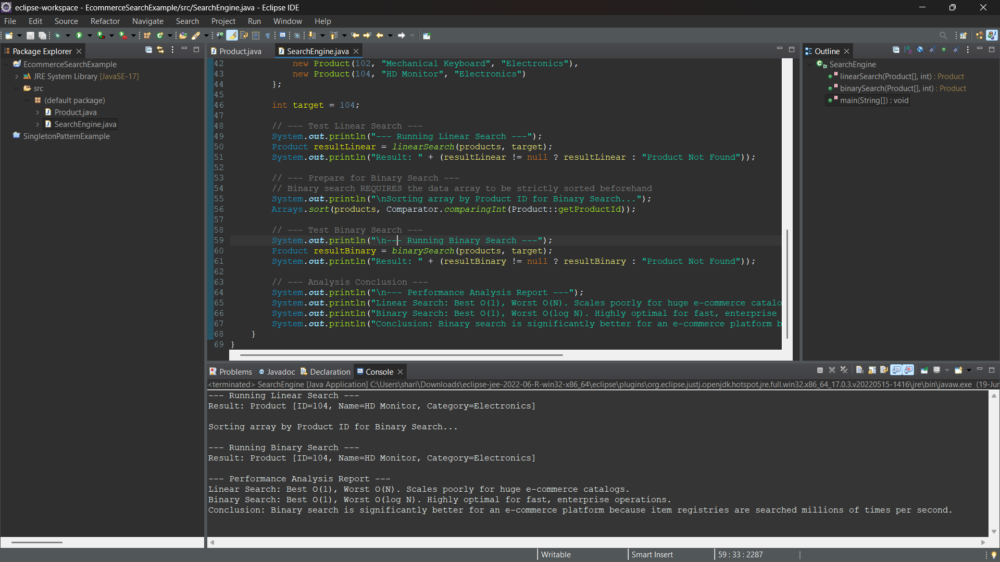 eclipse-workspace - EcommerceSearchExample/src/SearchEngine.java - Eclipse IDE
File Edit Source Refactor Navigate Search Project Run Window Help
Package Explorer
EcommerceSearchExample
JRE System Library [JavaSE-17]
src
(default package)
Product.java
SearchEngine.java
SingletonPatternExample
Product.java SearchEngine.java
42 new Product(102, "Mechanical Keyboard", "Electronics"),
43 new Product(104, "HD Monitor", "Electronics")
44 };
45
46 int target = 104;
47
48 // --- Test Linear Search ---
49 System.out.println("--- Running Linear Search ---");
50 Product resultLinear = linearSearch(products, target);
51 System.out.println("Result: " + (resultLinear != null ? resultLinear : "Product Not Found"));
52
53 // --- Prepare for Binary Search ---
54 // Binary search REQUIRES the data array to be strictly sorted beforehand
55 System.out.println("\nSorting array by Product ID for Binary Search...");
56 Arrays.sort(products, Comparator.comparingInt(Product::getProductId));
57
58 // --- Test Binary Search ---
59 System.out.println("\n--- Running Binary Search ---");
60 Product resultBinary = binarySearch(products, target);
61 System.out.println("Result: " + (resultBinary != null ? resultBinary : "Product Not Found"));
62
63 // --- Analysis Conclusion ---
64 System.out.println("\n--- Performance Analysis Report ---");
65 System.out.println("Linear Search: Best O(1), Worst O(N). Scales poorly for huge e-commerce catalo
66 System.out.println("Binary Search: Best O(1), Worst O(log N). Highly optimal for fast, enterprise
67 System.out.println("Conclusion: Binary search is significantly better for an e-commerce platform b
68 }
69 }
Outline
SearchEngine
linearSearch(Product[], int) : Product
binarySearch(Product[], int) : Product
main(String[]) : void
Problems Javadoc Declaration Console
<terminated> SearchEngine [Java Application] C:\Users\shari\Downloads\eclipse-jee-2022-06-R-win32-x86_64\eclipse\plugins\org.eclipse.justj.openjdk.hotspot.jre.full.win32.x86_64_17.0.3.v20220515-1416\jre\bin\javaw.exe (19-Jun
--- Running Linear Search ---
Result: Product [ID=104, Name=HD Monitor, Category=Electronics]
Sorting array by Product ID for Binary Search...
--- Running Binary Search ---
Result: Product [ID=104, Name=HD Monitor, Category=Electronics]
--- Performance Analysis Report ---
Linear Search: Best O(1), Worst O(N). Scales poorly for huge e-commerce catalogs.
Binary Search: Best O(1), Worst O(log N). Highly optimal for fast, enterprise operations.
Conclusion: Binary search is significantly better for an e-commerce platform because item registries are searched millions of times per second.
Writable Smart Insert 59 : 33 : 2287